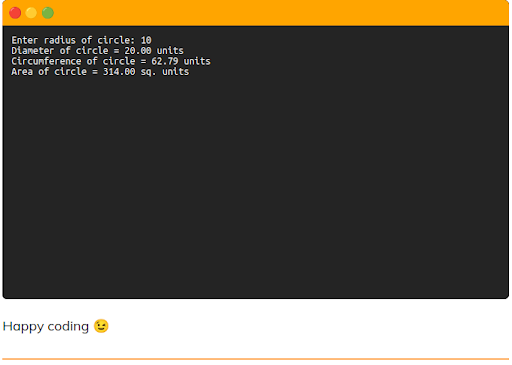 Enter radius of circle: 10
Diameter of circle = 20.00 units
Circumference of circle = 62.79 units
Area of circle = 314.00 sq. units
Happy coding 😉